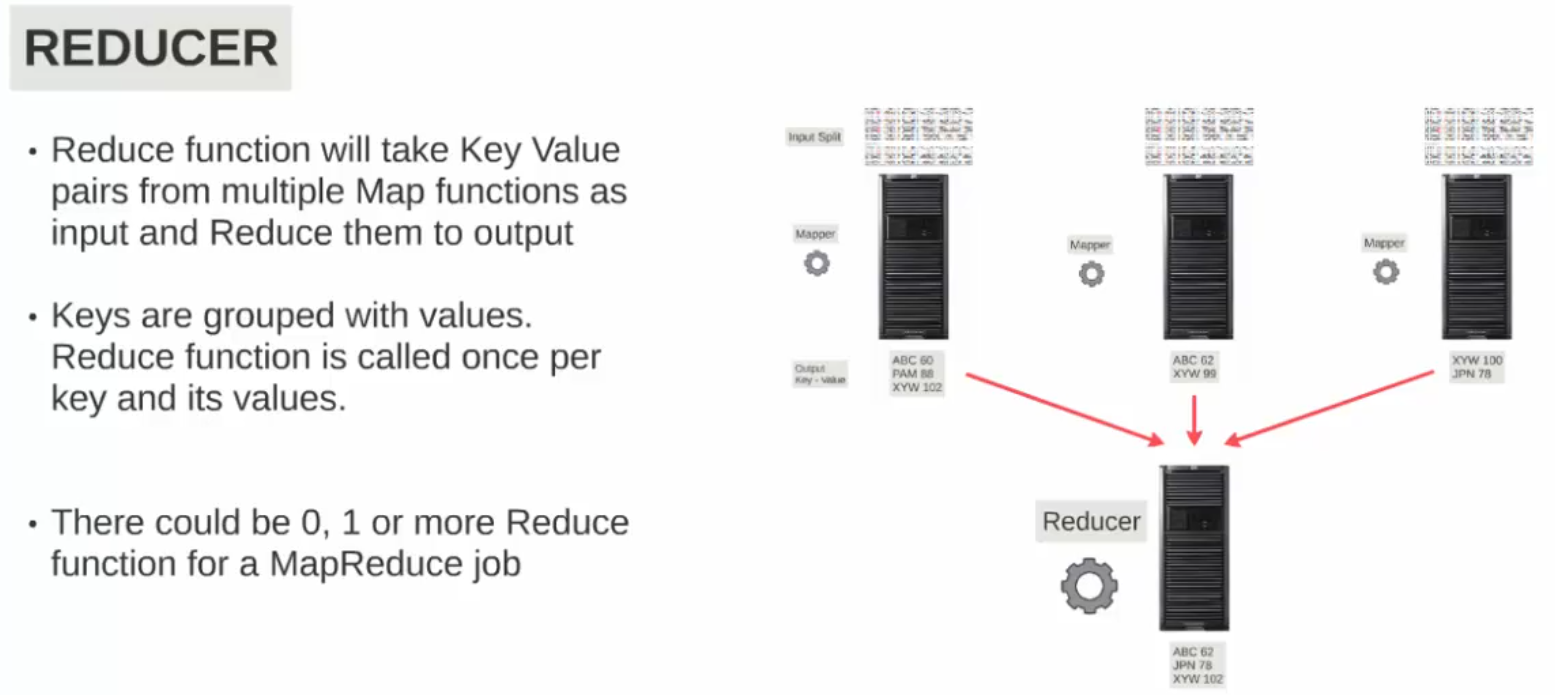 REDUCER
• Reduce function will take Key Value
pairs from multiple Map functions as
input and Reduce them to output
• Keys are grouped with values.
Reduce function is called once per
key and its values.
• There could be 0, 1 or more Reduce
function for a MapReduce job
Input Split
Mapper
Mapper
Mapper
Output
Key - Value
ABC 60
PAM 88
XYW 102
ABC 62
XYW 99
XYW 100
JPN 78
Reducer
ABC 62
JPN 78
XYW 102